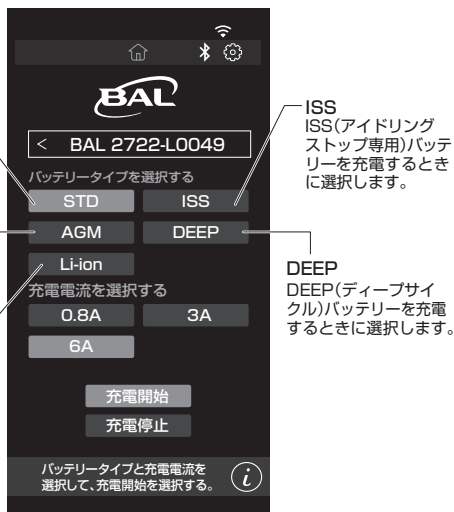 BAL
< BAL 2722-L0049
バッテリータイプを選択する
STD ISS
AGM DEEP
Li-ion
充電電流を選択する
0.8A 3A
6A
充電開始
充電停止
バッテリータイプと充電電流を
選択して、充電開始を選択する。
i
ISS
ISS(アイドリング
ストップ専用)バッテ
リーを充電するとき
に選択します。
DEEP
DEEP(ディープサイ
クル)バッテリーを充電
するときに選択します。